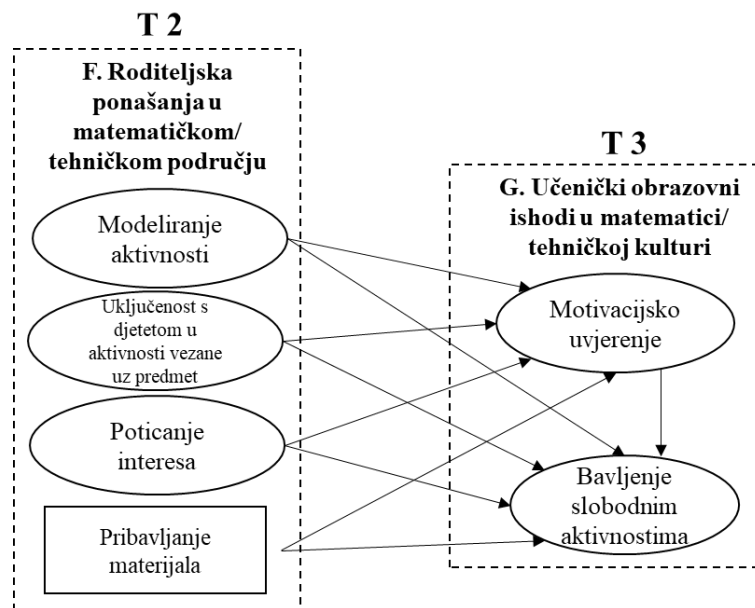 T 2
F. Roditeljska
ponašanja u
matematičkom/
tehničkom području
Modeliranje
aktivnosti
Uključenost s
djetetom u
aktivnosti vezane
uz predmet
Poticanje
interesa
Pribavljanje
materijala
T 3
G. Učenički obrazovni
ishodi u matematici/
tehničkoj kulturi
Motivacijsko
uvjerenje
Bavljenje
slobodnim
aktivnostima